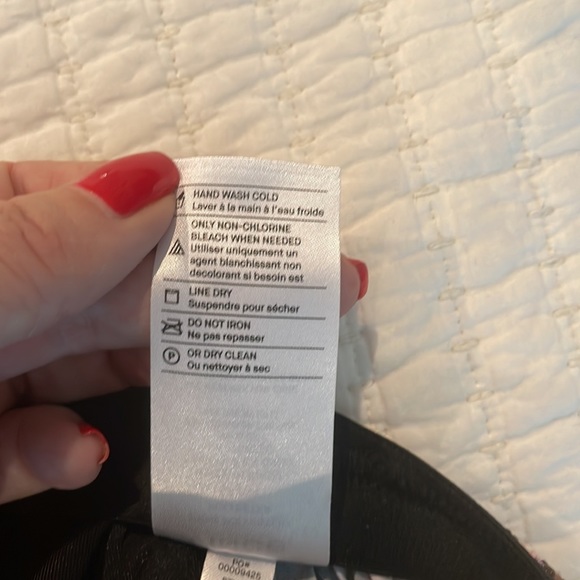 HAND WASH COLD
Laver à la main à l'eau froide
ONLY NON-CHLORINE
BLEACH WHEN NEEDED
Utiliser uniquement un
agent blanchissant non
decolorant si besoin est
LINE DRY
Suspendre pour sécher
DO NOT IRON
Ne pas repasser
P
OR DRY CLEAN
Ou nettoyer à sec
PO#
00009425